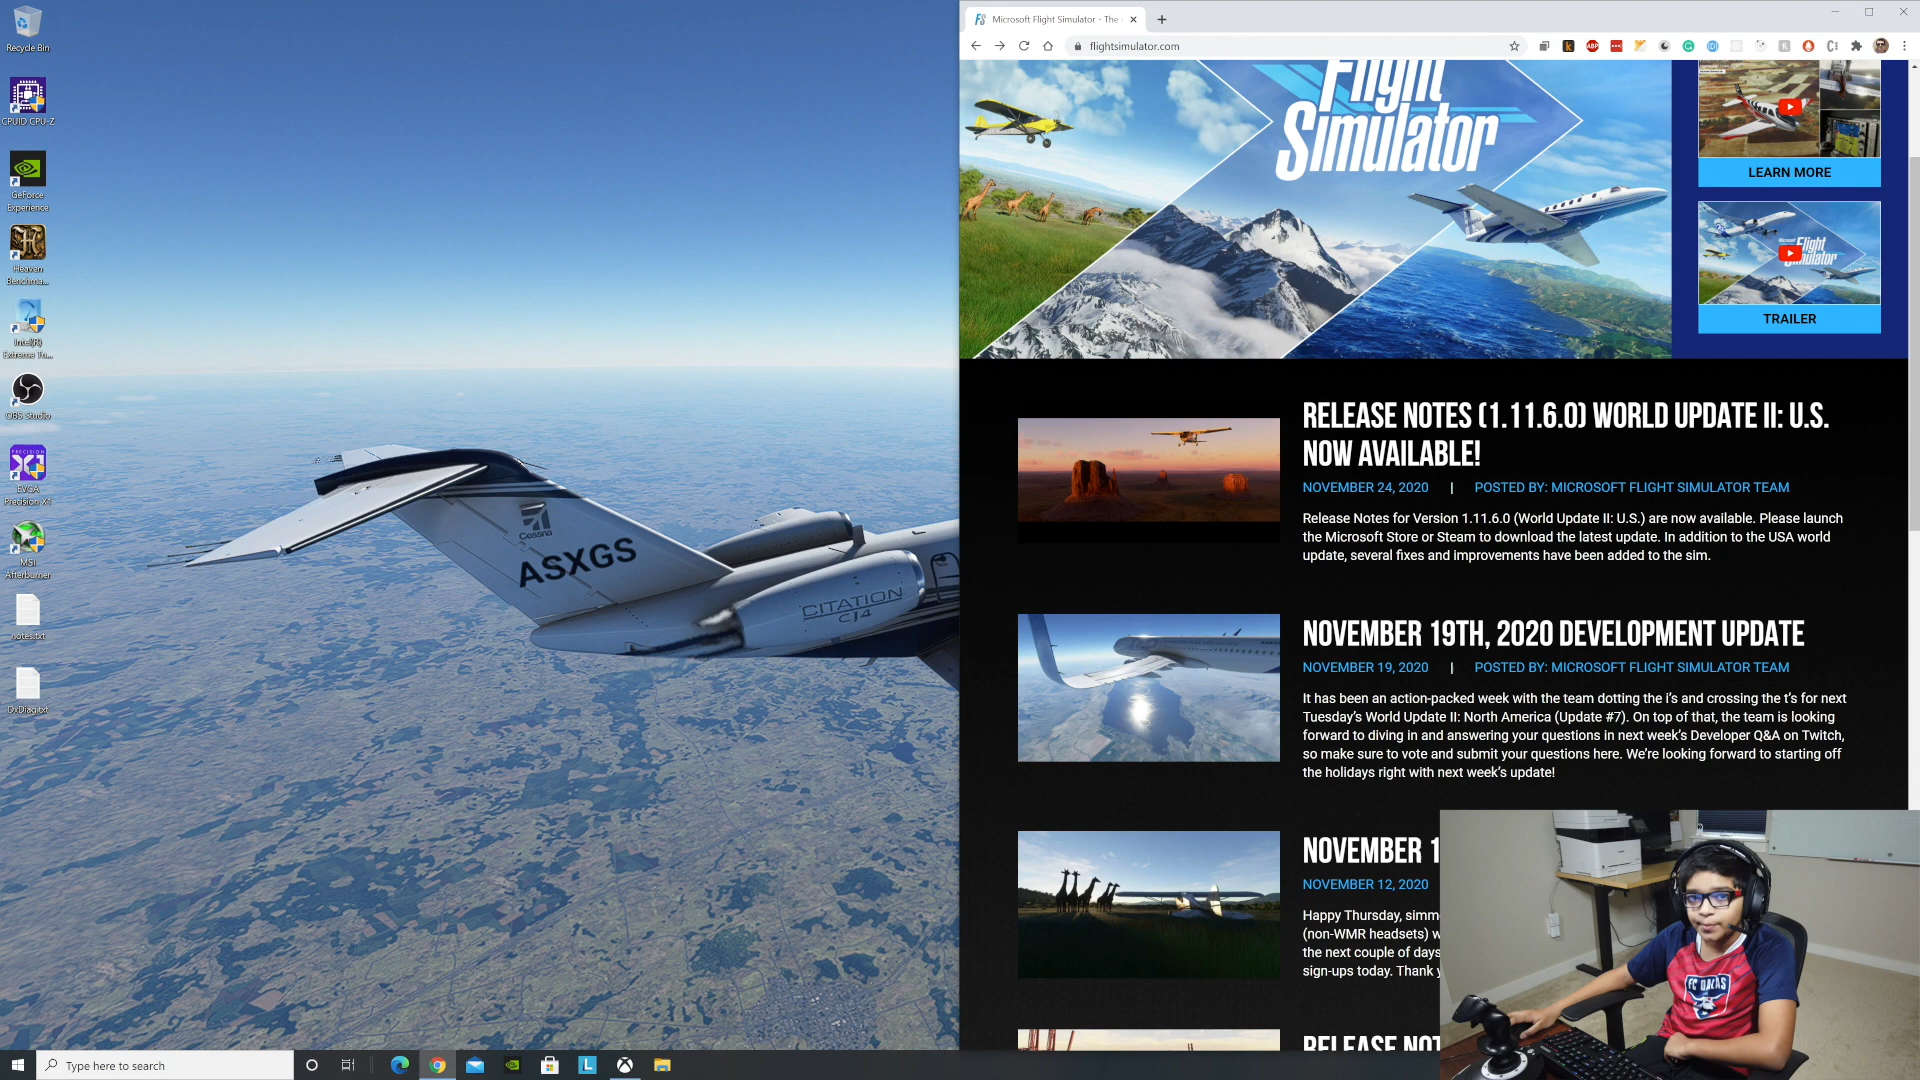 Recycle Bin
CPUID CPU-Z
GeForce
Experience
Heaven
Benchma...
Intel(R)
Extreme Tu...
OBS Studio
EVGA
Precision X1
MSI
Afterburner
notes.txt
DxDiag.txt
Cessna
ASXGS
CITATION
CJ4
Microsoft Flight Simulator - The
flightsimulator.com
Flight
Simulator
LEARN MORE
Microsoft
Flight
Simulator
TRAILER
RELEASE NOTES (1.11.6.0) WORLD UPDATE II: U.S.
NOW AVAILABLE!
NOVEMBER 24, 2020 | POSTED BY: MICROSOFT FLIGHT SIMULATOR TEAM
Release Notes for Version 1.11.6.0 (World Update II: U.S.) are now available. Please launch
the Microsoft Store or Steam to download the latest update. In addition to the USA world
update, several fixes and improvements have been added to the sim.
NOVEMBER 19TH, 2020 DEVELOPMENT UPDATE
NOVEMBER 19, 2020 | POSTED BY: MICROSOFT FLIGHT SIMULATOR TEAM
It has been an action-packed week with the team dotting the i's and crossing the t's for next
Tuesday's World Update II: North America (Update #7). On top of that, the team is looking
forward to diving in and answering your questions in next week's Developer Q&A on Twitch,
so make sure to vote and submit your questions here. We're looking forward to starting off
the holidays right with next week's update!
NOVEMBER 1
NOVEMBER 12, 2020
Happy Thursday, simm
(non-WMR headsets) w
the next couple of days
sign-ups today. Thank y
RELEASE NOT
FC DALLAS
Type here to search